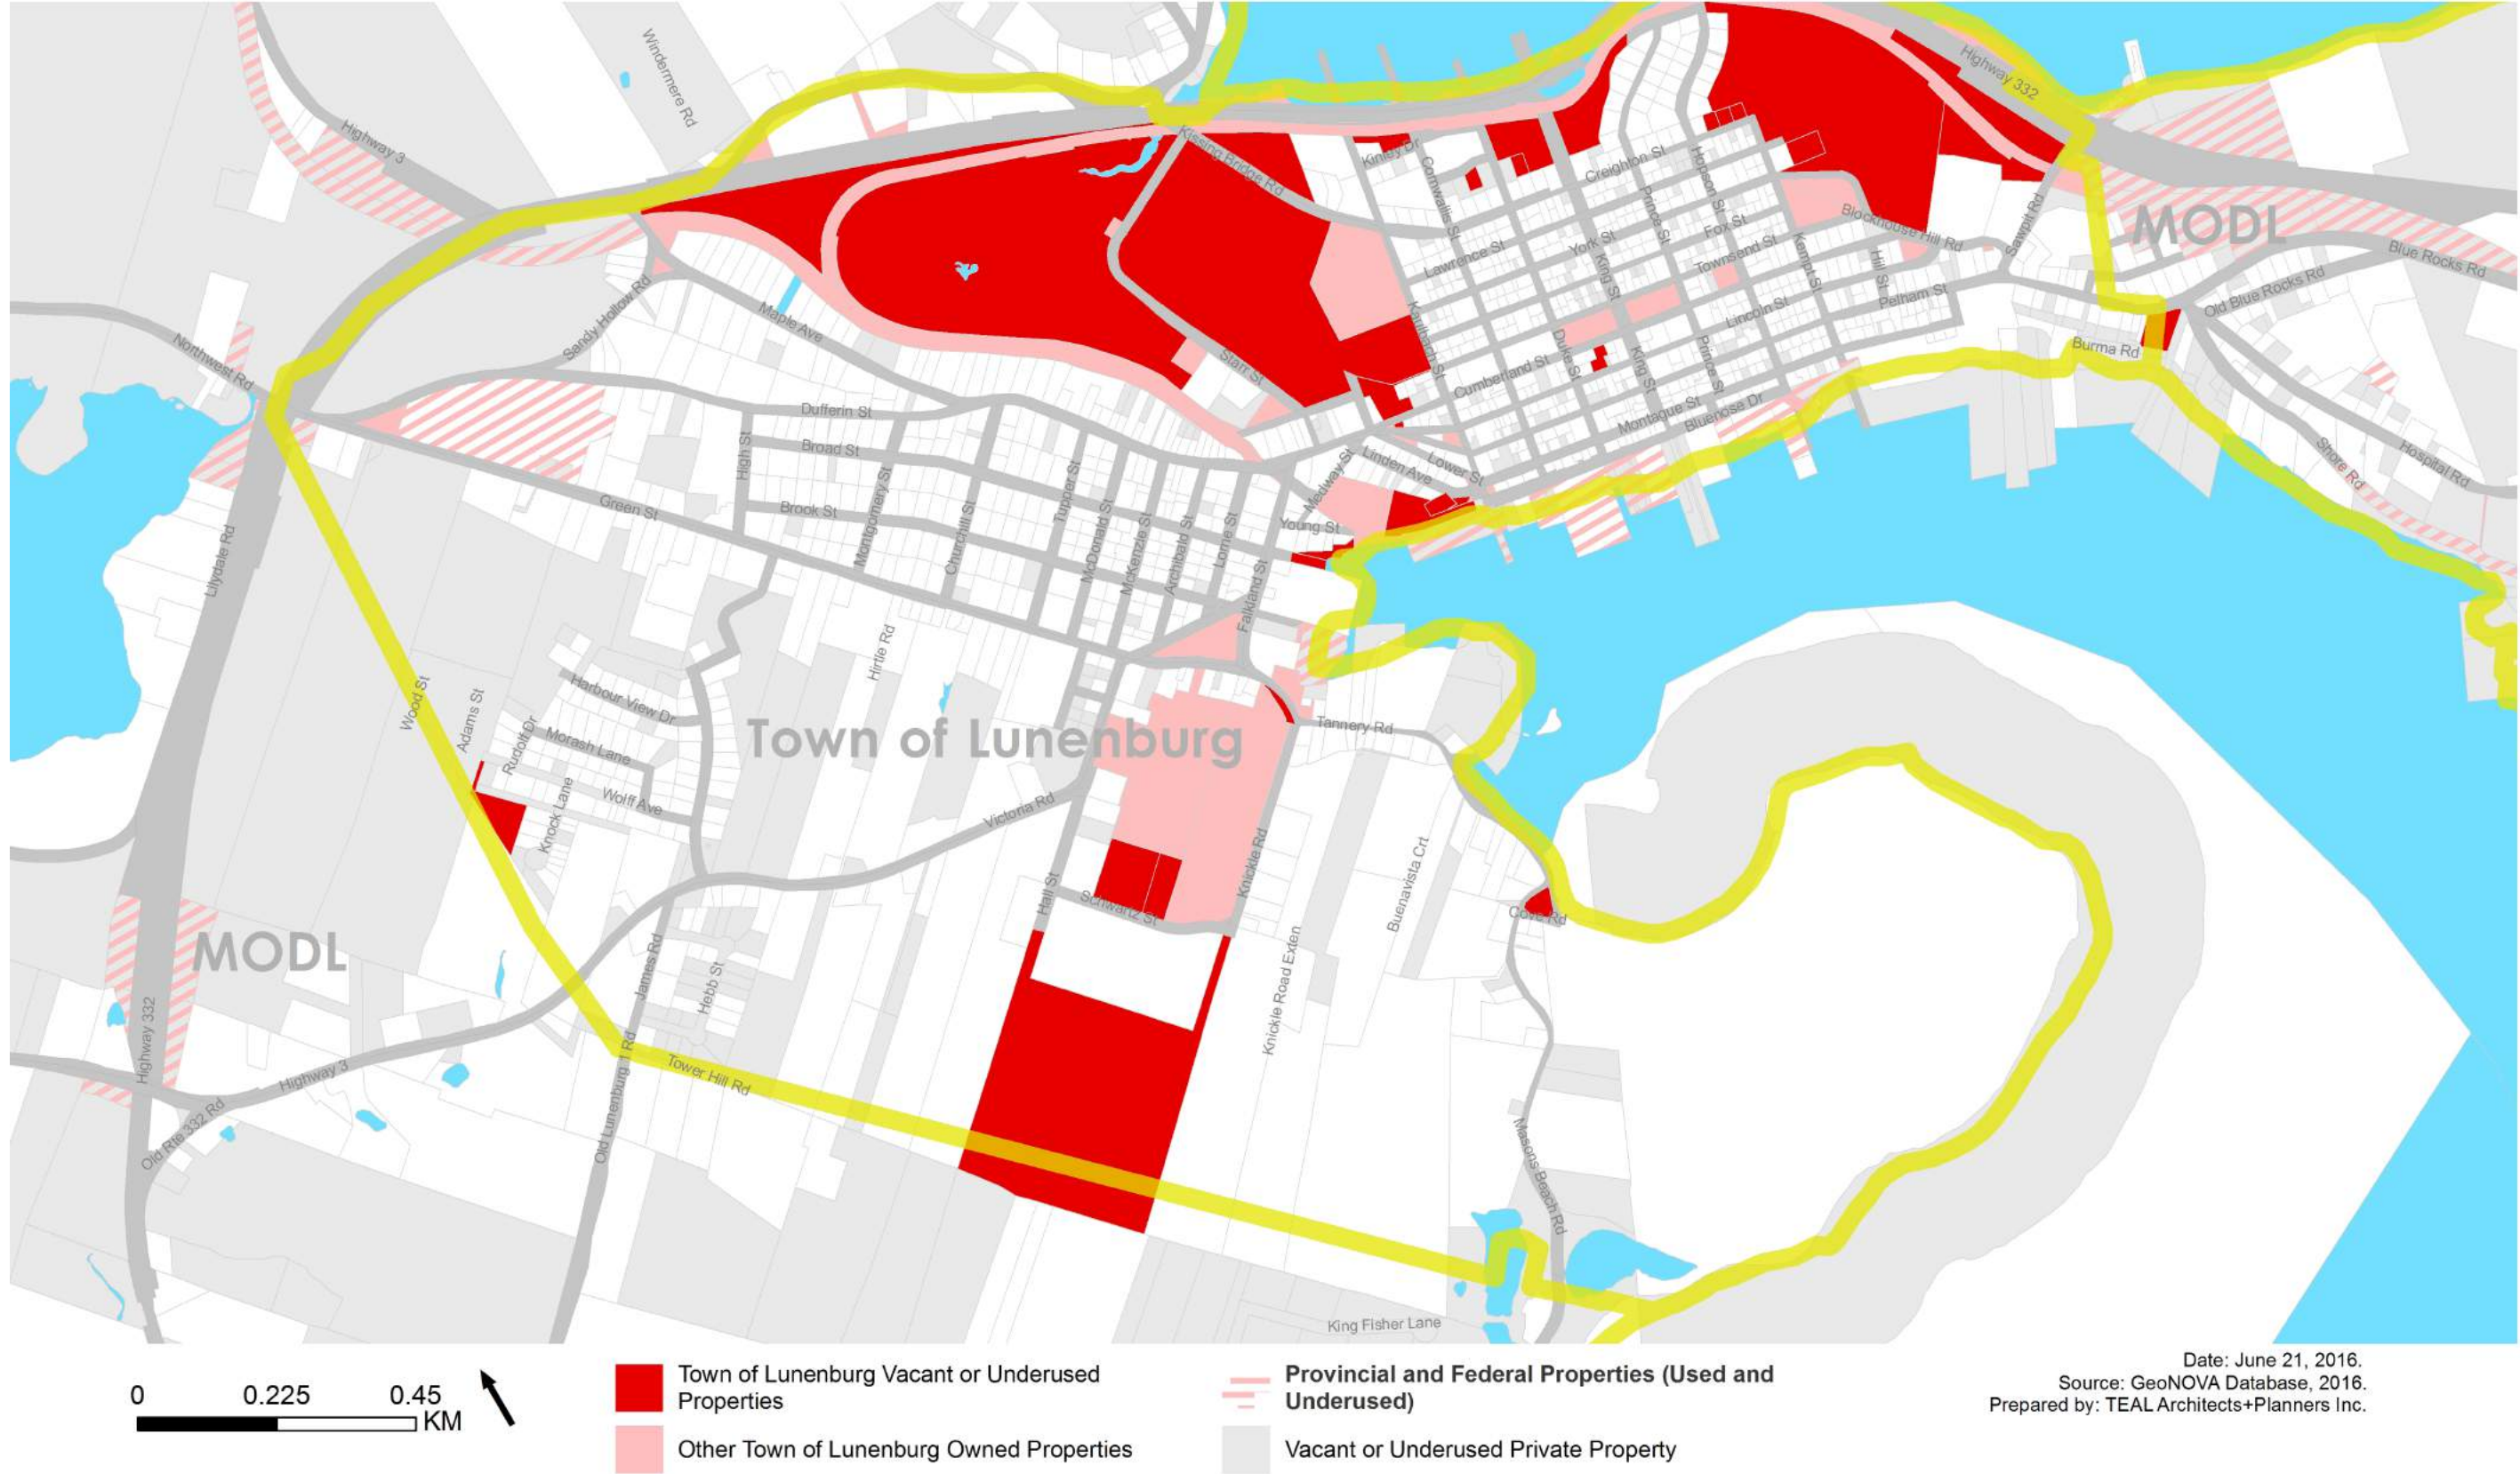 Windermere Rd
Highway 3
Highway 332
Kissing Bridge Rd
Kinley Dr
Cornwallis St
Creighton St
Hopson St
Prince St
Fox St
York St
King St
Townsend St
Lawrence St
Kempt St
Blockhouse Hill Rd
Hill St
Sawpit Rd
MODL
Blue Rocks Rd
Old Blue Rocks Rd
Pelham St
Lincoln St
Sandy Hollow Rd
Maple Ave
Northwest Rd
Starr St
Kaulbach St
Cumberland St
Duke St
King St
Prince St
Burma Rd
Montague St
Bluenose Dr
Dufferin St
Broad St
High St
Montgomery St
Brook St
Green St
Churchill St
Tupper St
McDonald St
McKenzie St
Archibald St
Lorne St
Falkland St
Medway St
Linden Ave
Lower St
Young St
Shore Rd
Hospital Rd
Lilydale Rd
Wood St
Adams St
Rudolf Dr
Harbour View Dr
Morash Lane
Wolff Ave
Knock Lane
Hirtle Rd
Town of Lunenburg
Tannery Rd
Victoria Rd
Hall St
Schwartz St
Knickle Rd
Buenavista Crt
Cove Rd
MODL
James Rd
Hebb St
Knickle Road Exten
Highway 332
Highway 3
Old Rte 332 Rd
Old Lunenburg Rd
Tower Hill Rd
Masons Beach Rd
King Fisher Lane
0 0.225 0.45
KM
Town of Lunenburg Vacant or Underused
Properties
Other Town of Lunenburg Owned Properties
Provincial and Federal Properties (Used and
Underused)
Vacant or Underused Private Property
Date: June 21, 2016.
Source: GeoNOVA Database, 2016.
Prepared by: TEAL Architects+Planners Inc.